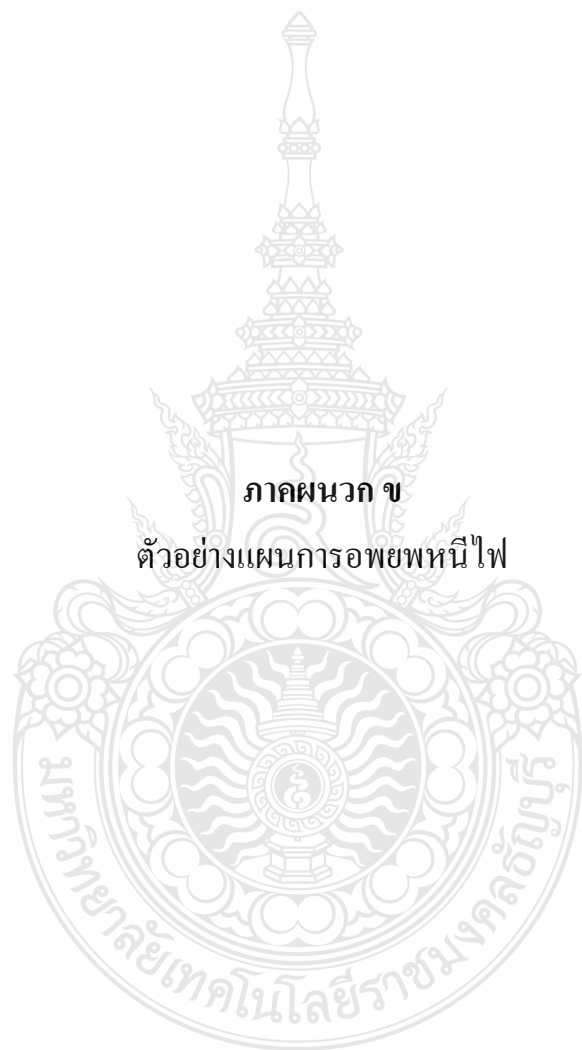 ภาคผนวก ข
ตัวอย่างแผนการอพยพหนีไฟ
มหาวิทยาลัยเทคโนโลยีราชมงคลธัญบุรี